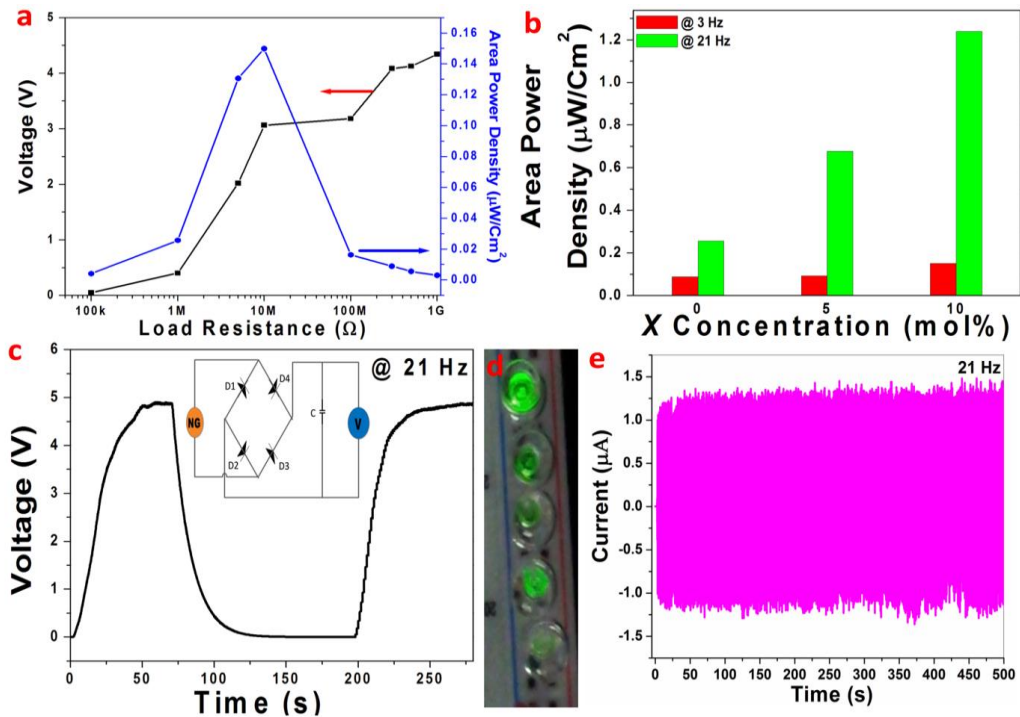 a
Voltage (V)
5
4
3
2
1
0
100k
1M
10M
100M
1G
Load Resistance (Ω)
0.16
0.14
0.12
0.10
0.08
0.06
0.04
0.02
0.00
Area Power
Density (μW/Cm²)
b
@ 3 Hz
@ 21 Hz
Area Power
Density (μW/Cm²)
1.2
1.0
0.8
0.6
0.4
0.2
0.0
0
5
10
X Concentration (mol%)
c
@ 21 Hz
Voltage (V)
6
5
4
3
2
1
0
0
50
100
150
200
250
Time (s)
NG
D1
D4
D2
D3
C
V
d
e
21 Hz
Current (μA)
1.5
1.0
0.5
0.0
-0.5
-1.0
-1.5
0
50
100
150
200
250
300
350
400
450
500
Time (s)